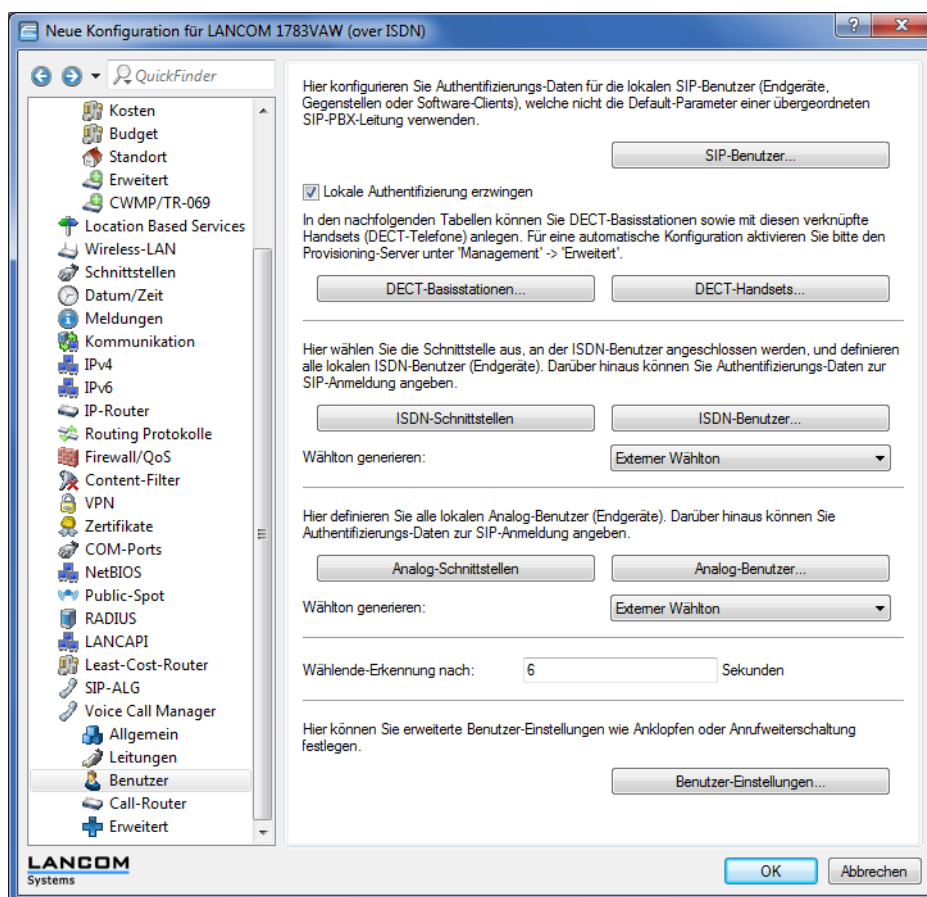 Neue Konfiguration für LANCOM 1783VAW (over ISDN)
QuickFinder
Kosten
Budget
Standort
Erweitert
CWMP/TR-069
Location Based Services
Wireless-LAN
Schnittstellen
Datum/Zeit
Meldungen
Kommunikation
IPv4
IPv6
IP-Router
Routing Protokolle
Firewall/QoS
Content-Filter
VPN
Zertifikate
COM-Ports
NetBIOS
Public-Spot
RADIUS
LANCAPI
Least-Cost-Router
SIP-ALG
Voice Call Manager
Allgemein
Leitungen
Benutzer
Call-Router
Erweitert
Hier konfigurieren Sie Authentifizierungs-Daten für die lokalen SIP-Benutzer (Endgeräte,
Gegenstellen oder Software-Clients), welche nicht die Default-Parameter einer übergeordneten
SIP-PBX-Leitung verwenden.
SIP-Benutzer...
Lokale Authentifizierung erzwingen
In den nachfolgenden Tabellen können Sie DECT-Basisstationen sowie mit diesen verknüpfte
Handsets (DECT-Telefone) anlegen. Für eine automatische Konfiguration aktivieren Sie bitte den
Provisioning-Server unter 'Management' -> 'Erweitert'.
DECT-Basisstationen... DECT-Handsets...
Hier wählen Sie die Schnittstelle aus, an der ISDN-Benutzer angeschlossen werden, und definieren
alle lokalen ISDN-Benutzer (Endgeräte). Darüber hinaus können Sie Authentifizierungs-Daten zur
SIP-Anmeldung angeben.
ISDN-Schnittstellen ISDN-Benutzer...
Wählton generieren: Externer Wählton
Hier definieren Sie alle lokalen Analog-Benutzer (Endgeräte). Darüber hinaus können Sie
Authentifizierungs-Daten zur SIP-Anmeldung angeben.
Analog-Schnittstellen Analog-Benutzer...
Wählton generieren: Externer Wählton
Wählende-Erkennung nach: 6 Sekunden
Hier können Sie erweiterte Benutzer-Einstellungen wie Anklopfen oder Anrufweiterschaltung
festlegen.
Benutzer-Einstellungen...
LANCOM
Systems
OK Abbrechen